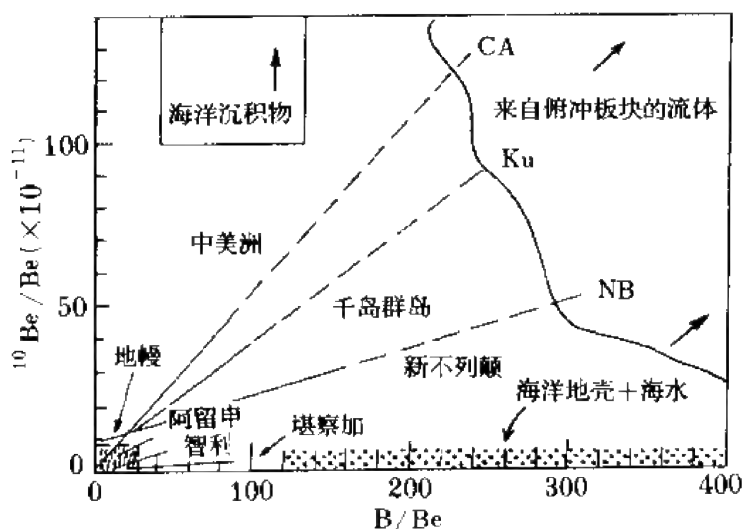 CA
海洋沉积物
来自俯冲板块的流体
100
Ku
中美洲
¹⁰Be/Be(×10⁻¹¹)
千岛群岛
50
NB
地幔
新不列颠
海洋地壳+海水
阿留申
堪察加
智利
0
0
100
200
300
400
B/Be